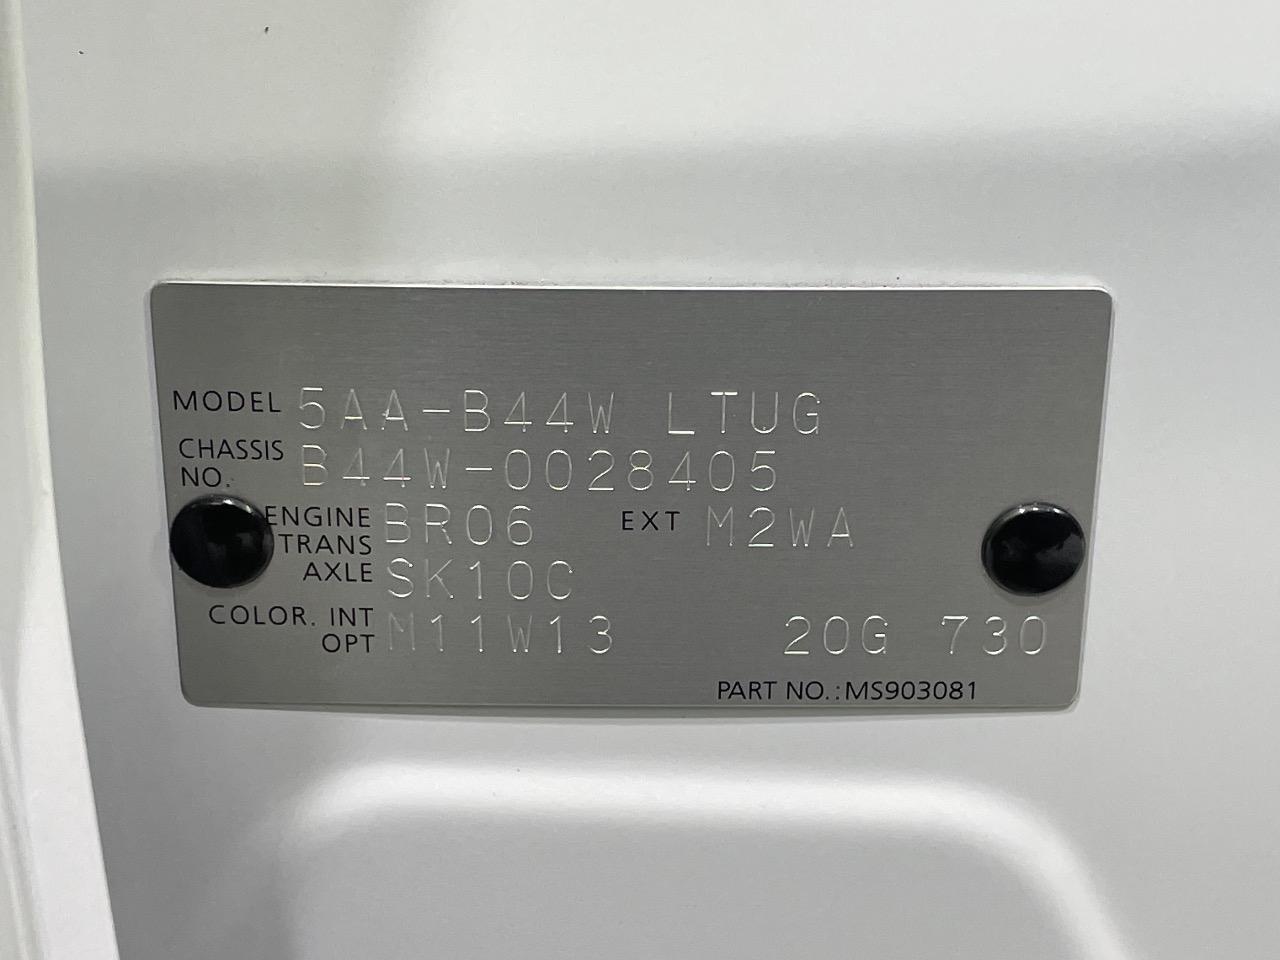 MODEL 5AA-B44W LTUG
CHASSIS NO. B44W-0028405
ENGINE BR06 EXT M2WA
TRANS AXLE SK10C
COLOR. INT OPT M11W13 20G 730
PART NO.: MS903081